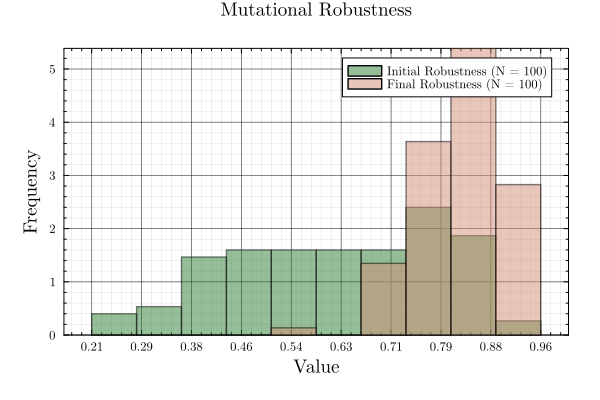 Mutational Robustness
Initial Robustness (N = 100)
Final Robustness (N = 100)
Frequency
5
4
3
2
1
0
0.21 0.29 0.38 0.46 0.54 0.63 0.71 0.79 0.88 0.96
Value